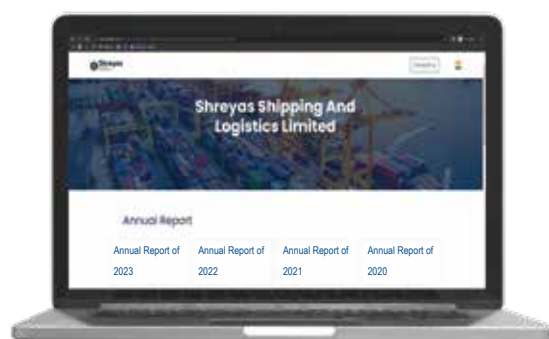 Shreyas
Shreyas Shipping And
Logistics Limited
Annual Report
Annual Report of
2023
Annual Report of
2022
Annual Report of
2021
Annual Report of
2020